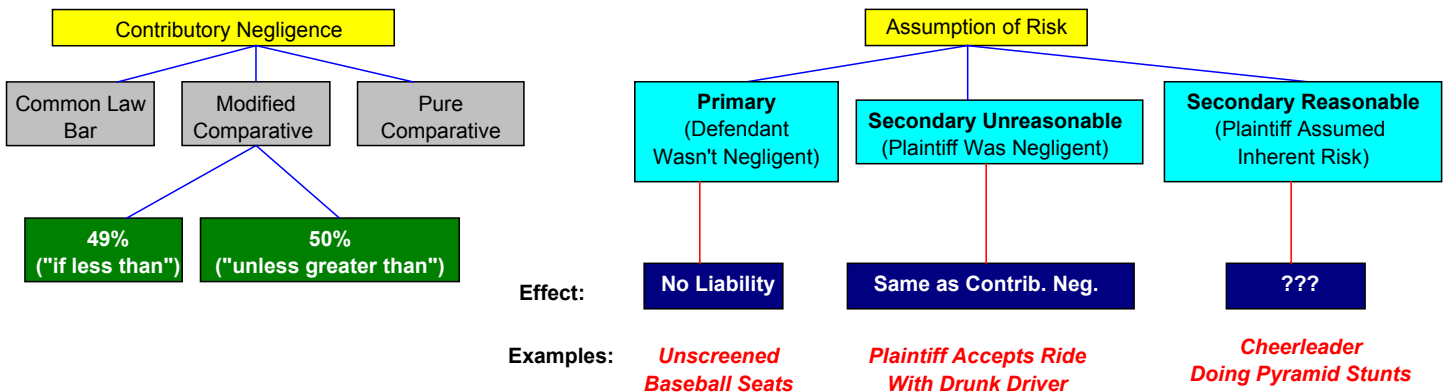 Contributory Negligence
Common Law
Bar
Modified
Comparative
Pure
Comparative
49%
("if less than")
50%
("unless greater than")
Assumption of Risk
Primary
(Defendant
Wasn't Negligent)
Secondary Unreasonable
(Plaintiff Was Negligent)
Secondary Reasonable
(Plaintiff Assumed
Inherent Risk)
Effect:
No Liability
Same as Contrib. Neg.
???
Examples:
Unscreened
Baseball Seats
Plaintiff Accepts Ride
With Drunk Driver
Cheerleader
Doing Pyramid Stunts